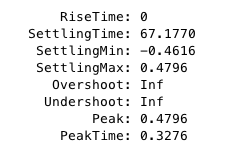 RiseTime: 0
SettlingTime: 67.1770
SettlingMin: -0.4616
SettlingMax: 0.4796
Overshoot: Inf
Undershoot: Inf
Peak: 0.4796
PeakTime: 0.3276